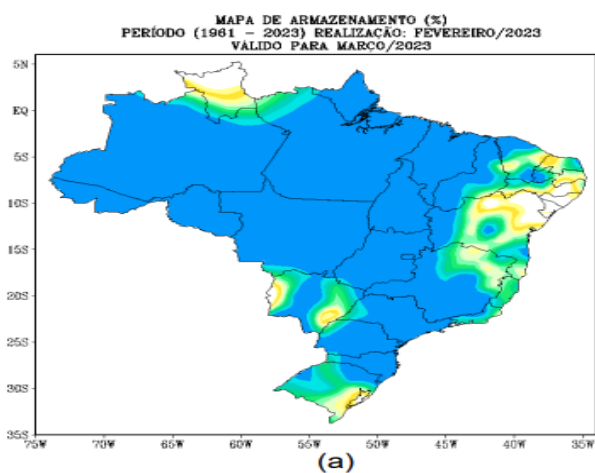 MAPA DE ARMAZENAMENTO (%)
PERÍODO (1961 – 2023) REALIZAÇÃO: FEVEREIRO/2023
VÁLIDO PARA MARÇO/2023
5N
EQ
5S
10S
15S
20S
25S
30S
35S
75W 70W 65W 60W 55W 50W 45W 40W 35W
(a)